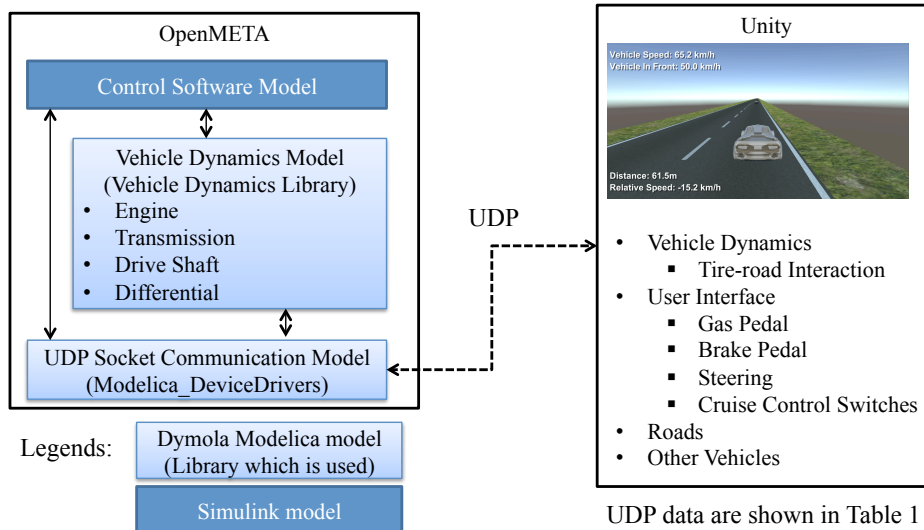 OpenMETA
Control Software Model
Vehicle Dynamics Model
(Vehicle Dynamics Library)
• Engine
• Transmission
• Drive Shaft
• Differential
UDP Socket Communication Model
(Modelica_DeviceDrivers)
Legends:
Dymola Modelica model
(Library which is used)
Simulink model
UDP
Unity
Vehicle Speed: 65.2 km/h
Vehicle In Front: 50.0 km/h
Distance: 61.5m
Relative Speed: -15.2 km/h
• Vehicle Dynamics
▪ Tire-road Interaction
• User Interface
▪ Gas Pedal
▪ Brake Pedal
▪ Steering
▪ Cruise Control Switches
• Roads
• Other Vehicles
UDP data are shown in Table 1